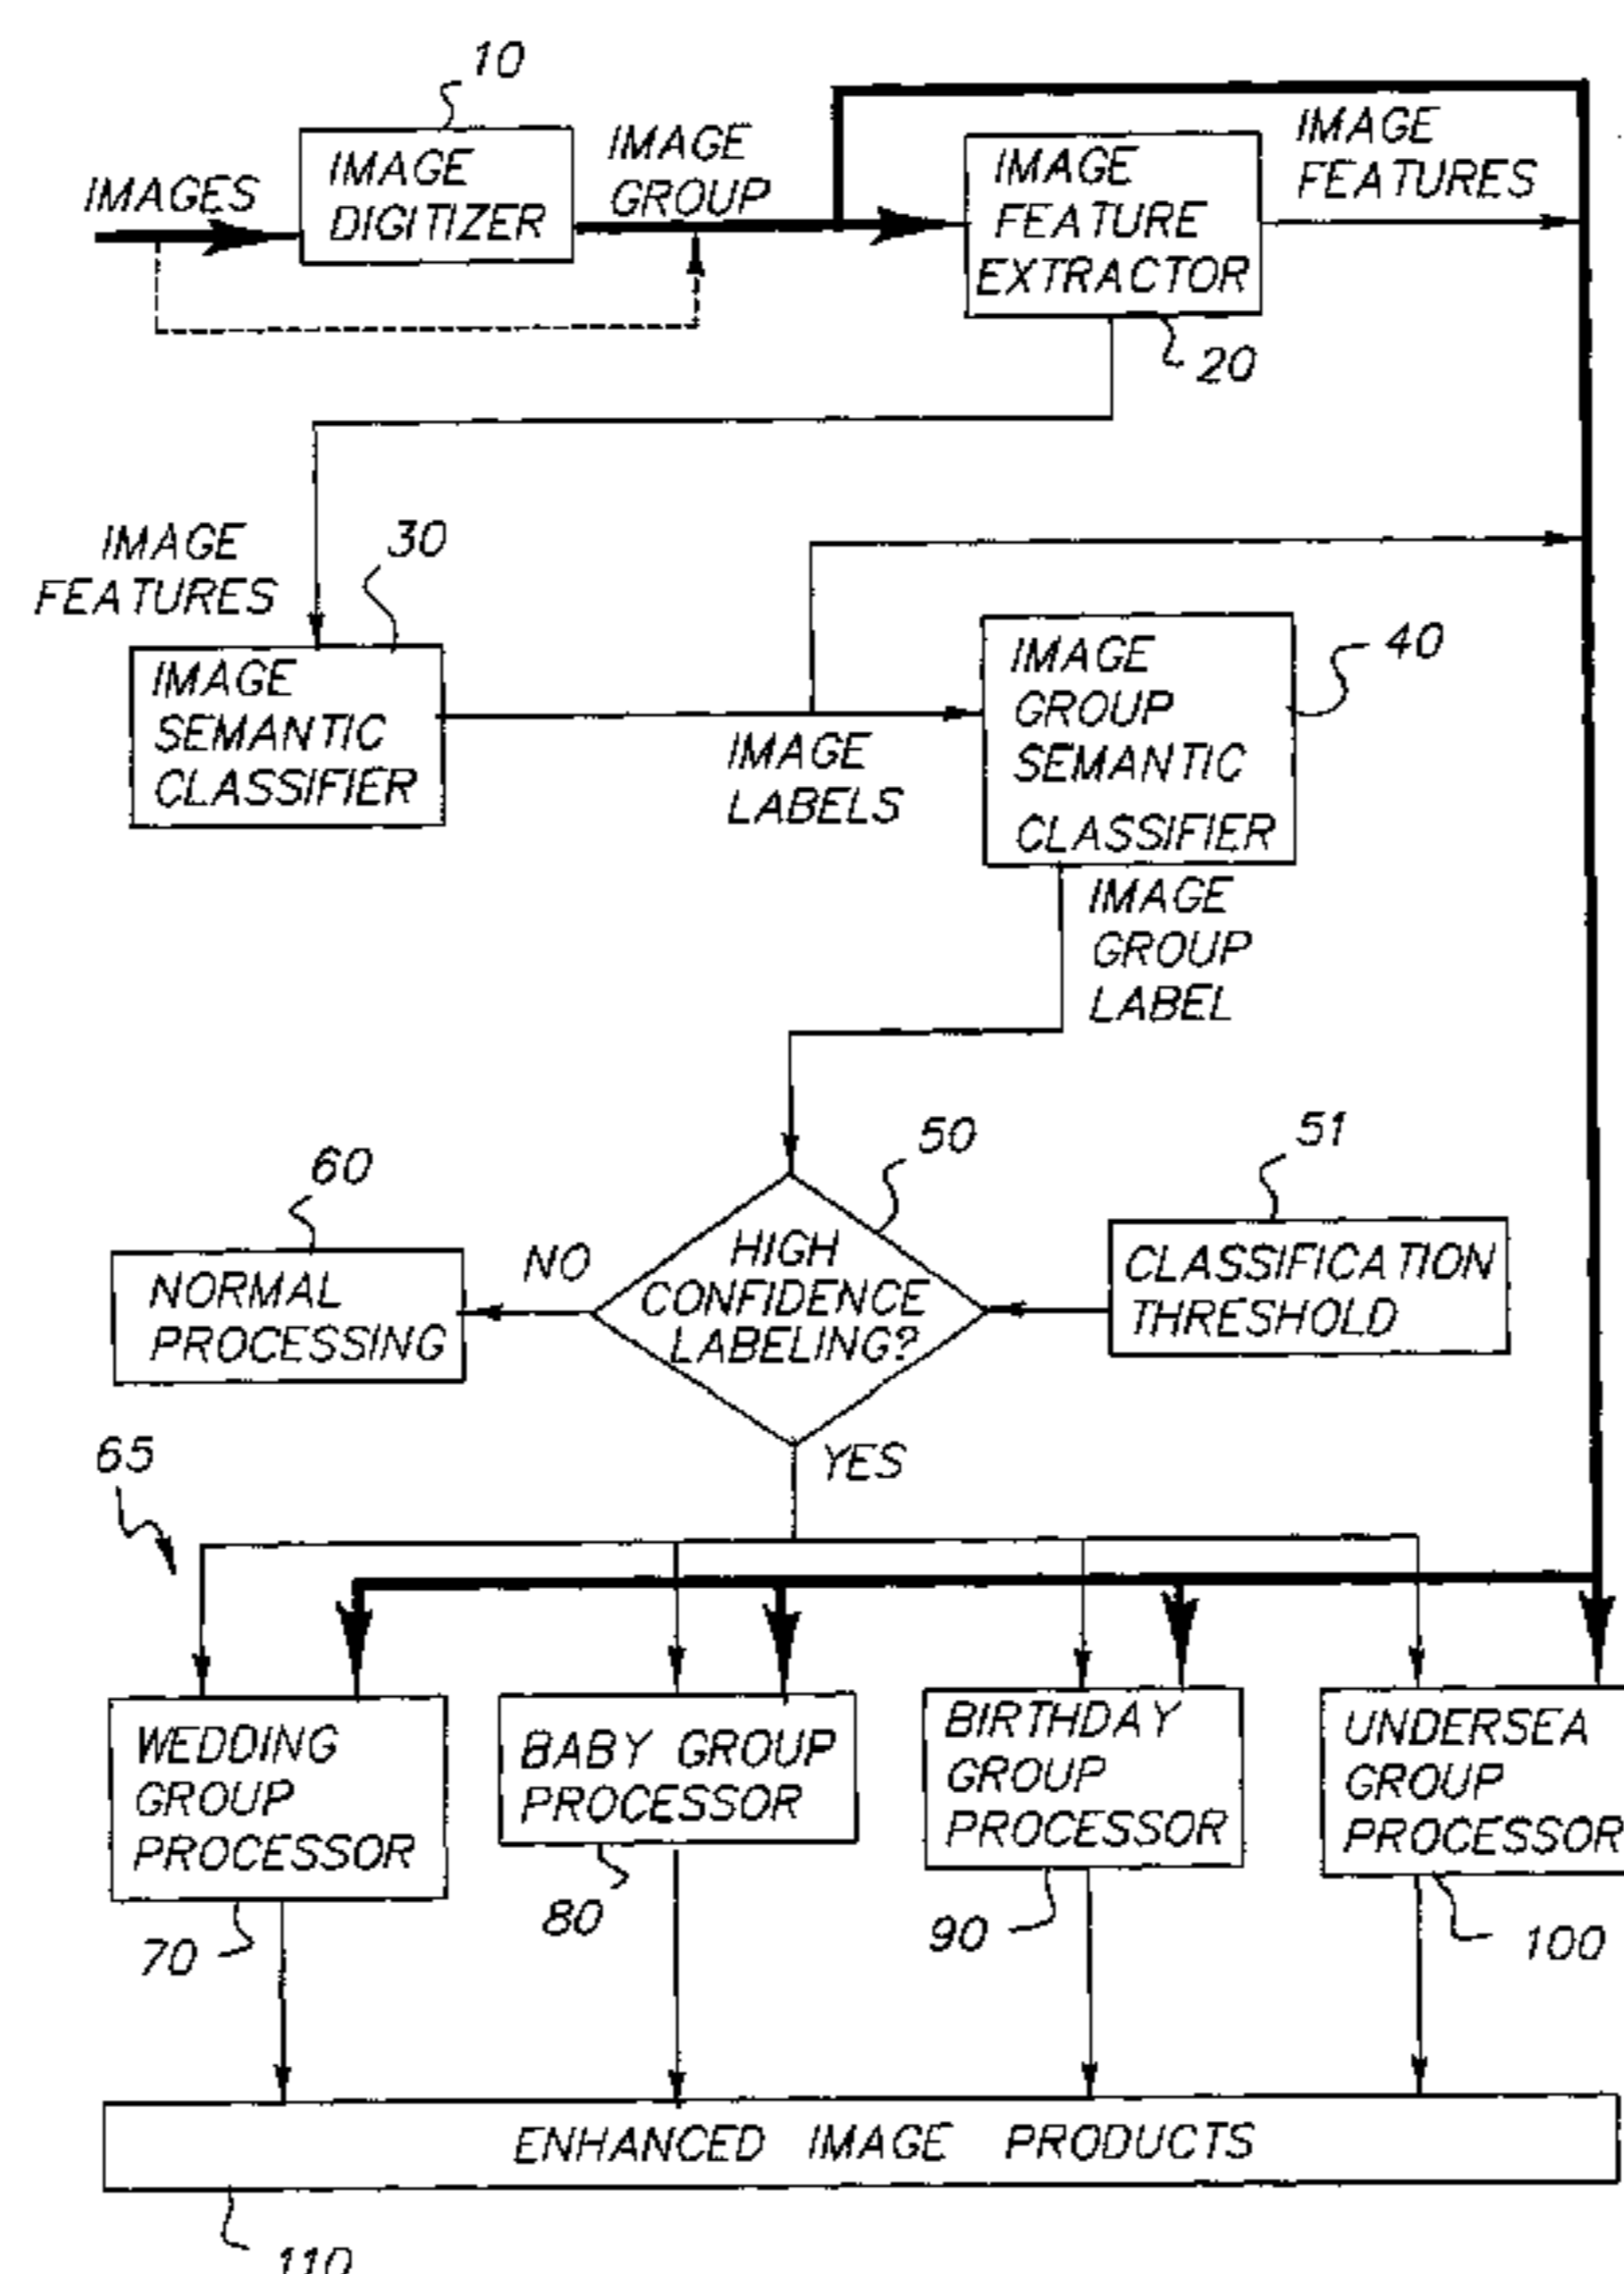 10
IMAGES
IMAGE
DIGITIZER
IMAGE
GROUP
IMAGE
FEATURE
EXTRACTOR
IMAGE
FEATURES
20
IMAGE
FEATURES
30
IMAGE
SEMANTIC
CLASSIFIER
IMAGE
LABELS
IMAGE
GROUP
SEMANTIC
CLASSIFIER
40
IMAGE
GROUP
LABEL
50
51
60
NORMAL
PROCESSING
NO
HIGH
CONFIDENCE
LABELING?
CLASSIFICATION
THRESHOLD
65
YES
WEDDING
GROUP
PROCESSOR
BABY GROUP
PROCESSOR
BIRTHDAY
GROUP
PROCESSOR
UNDERSEA
GROUP
PROCESSOR
70
80
90
100
ENHANCED IMAGE PRODUCTS
110